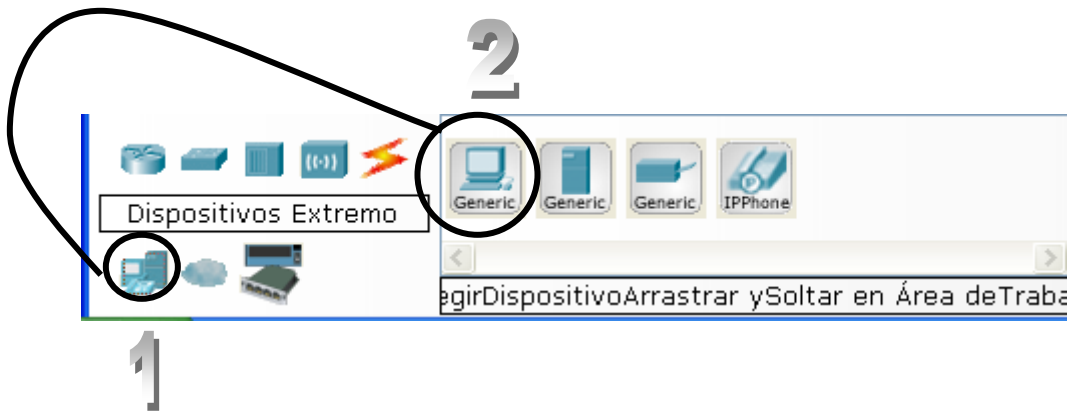 2
Generic Generic Generic IPPhone
Dispositivos Extremo
egirDispositivoArrastrar ySoltar en Área deTraba
1